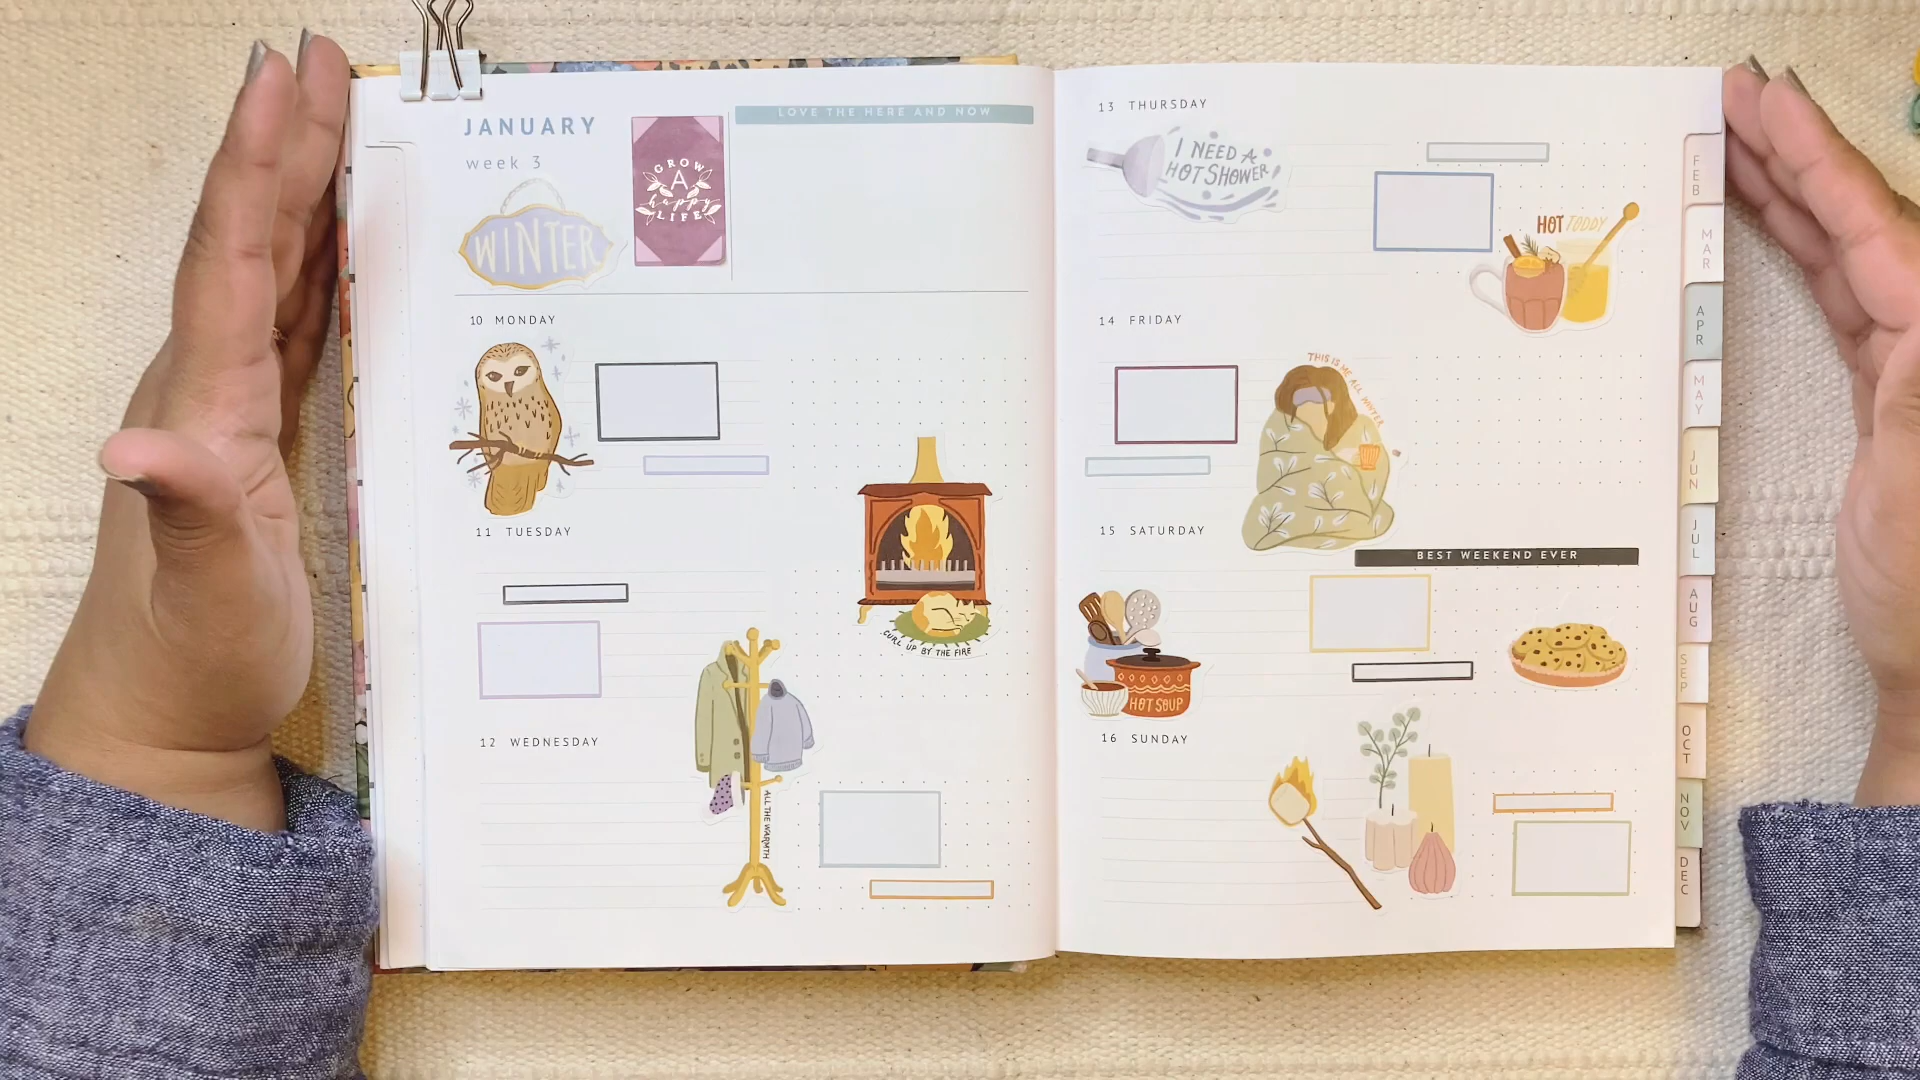 JANUARY
week 3
WINTER
GROW
A
happy
LIFE
LOVE THE HERE AND NOW
10 MONDAY
11 TUESDAY
CURL UP BY THE FIRE
12 WEDNESDAY
ALL THE WARMTH
13 THURSDAY
I NEED A
HOT SHOWER
HOT TODDY
14 FRIDAY
THIS IS ME ALL WINTER
15 SATURDAY
BEST WEEKEND EVER
HOT SOUP
16 SUNDAY
FEB
MAR
APR
MAY
JUN
JUL
AUG
SEP
OCT
NOV
DEC